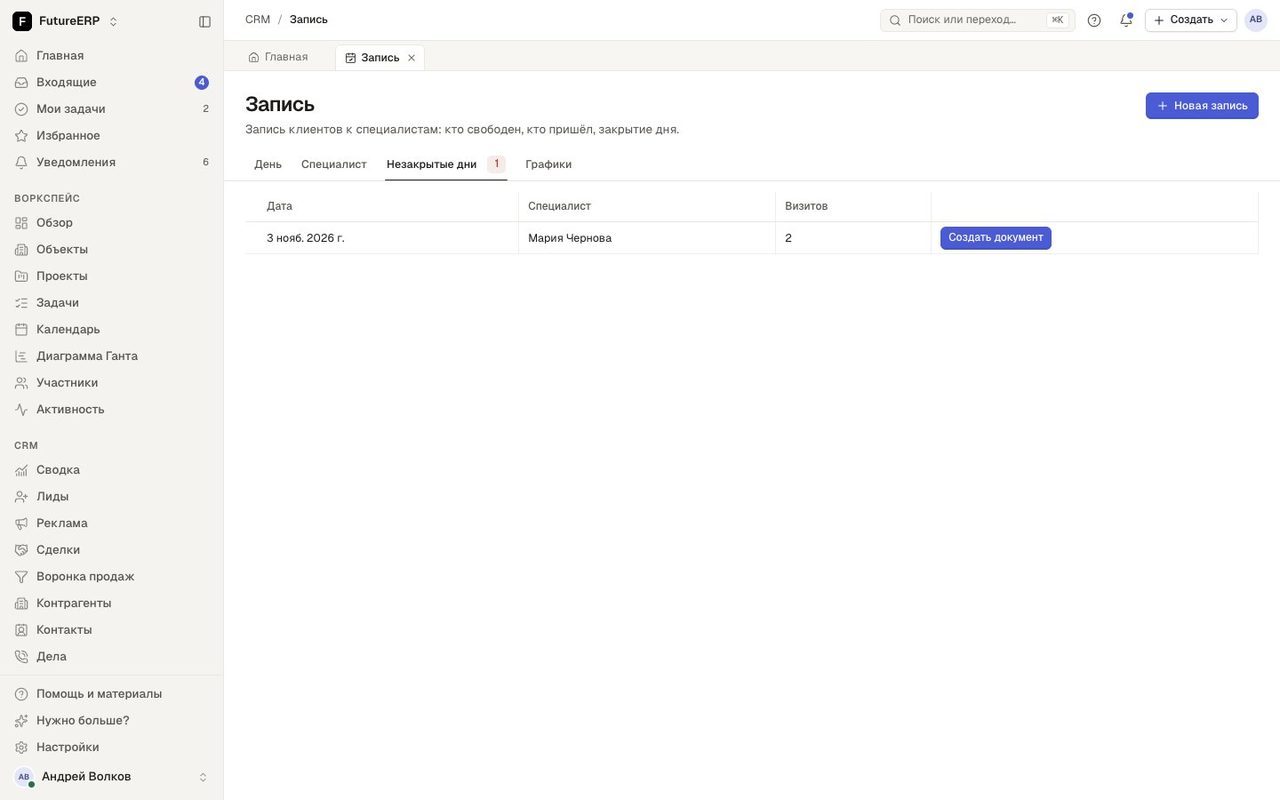 FutureERP
CRM / Запись
Поиск или переход...
⌘K
Создать
AB
Главная
Входящие 4
Мои задачи 2
Избранное
Уведомления 6
ВОРКСПЕЙС
Обзор
Объекты
Проекты
Задачи
Календарь
Диаграмма Ганта
Участники
Активность
CRM
Сводка
Лиды
Реклама
Сделки
Воронка продаж
Контрагенты
Контакты
Дела
Помощь и материалы
Нужно больше?
Настройки
AB Андрей Волков
Главная
Запись
Запись
Новая запись
Запись клиентов к специалистам: кто свободен, кто пришёл, закрытие дня.
День Специалист Незакрытые дни 1 Графики
Дата Специалист Визитов
3 нояб. 2026 г. Мария Чернова 2 Создать документ